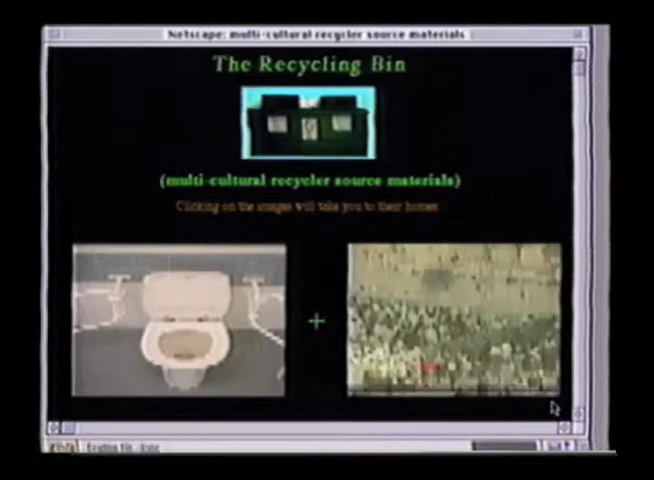 Netscape: multi-cultural recycler source materials
The Recycling Bin
(multi-cultural recycler source materials)
Clicking on the images will take you to their homes
+